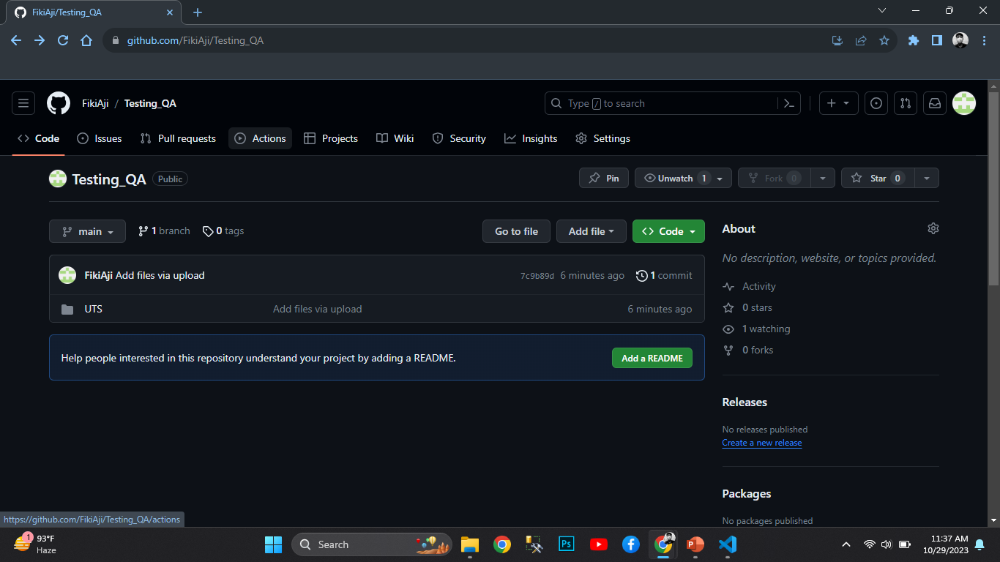 FikiAji/Testing_QA
github.com/FikiAji/Testing_QA
FikiAji / Testing_QA
Type / to search
Code Issues Pull requests Actions Projects Wiki Security Insights Settings
Testing_QA Public
Pin Unwatch 1 Fork 0 Star 0
main 1 branch 0 tags Go to file Add file Code
About
No description, website, or topics provided.
FikiAji Add files via upload 7c9b89d 6 minutes ago 1 commit
Activity
UTS Add files via upload 6 minutes ago
0 stars
1 watching
0 forks
Help people interested in this repository understand your project by adding a README. Add a README
Releases
No releases published
Create a new release
Packages
No packages published
https://github.com/FikiAji/Testing_QA/actions
1
93°F
Haze
Search
Ps
11:37 AM
10/29/2023